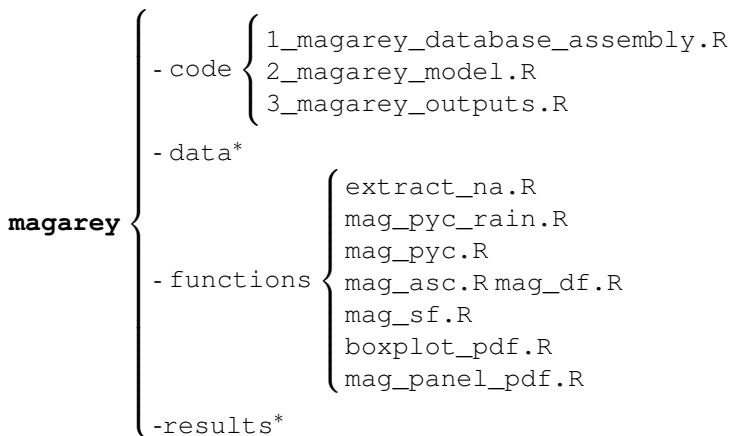 magarey
- code
1_magarey_database_assembly.R
2_magarey_model.R
3_magarey_outputs.R
- data*
- functions
extract_na.R
mag_pyc_rain.R
mag_pyc.R
mag_asc.R mag_df.R
mag_sf.R
boxplot_pdf.R
mag_panel_pdf.R
-results*